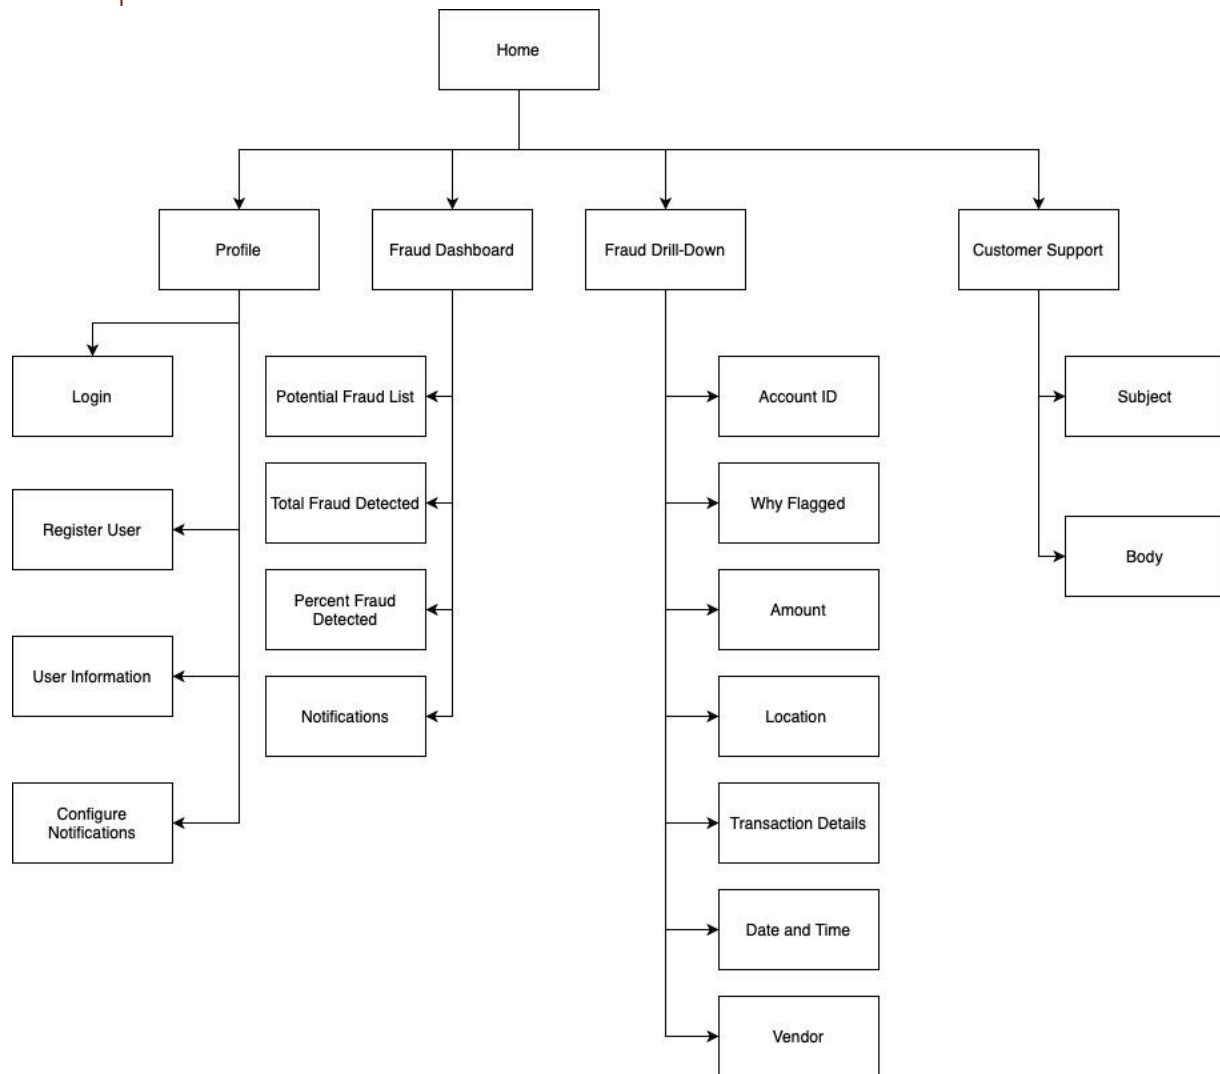 Home
Profile
Fraud Dashboard
Fraud Drill-Down
Customer Support
Login
Register User
User Information
Configure
Notifications
Potential Fraud List
Total Fraud Detected
Percent Fraud
Detected
Notifications
Account ID
Why Flagged
Amount
Location
Transaction Details
Date and Time
Vendor
Subject
Body